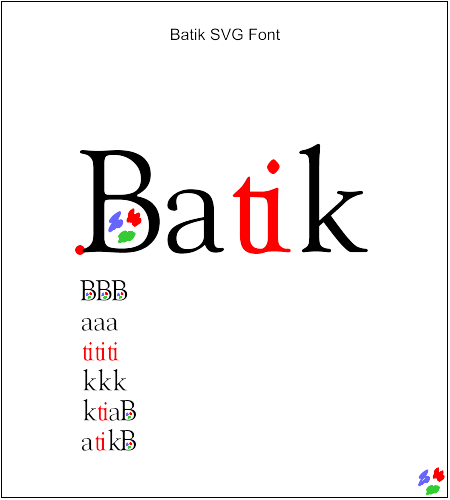 Batik SVG Font
Batik
BBB
aaa
tititi
kkk
ktiaB
atikB